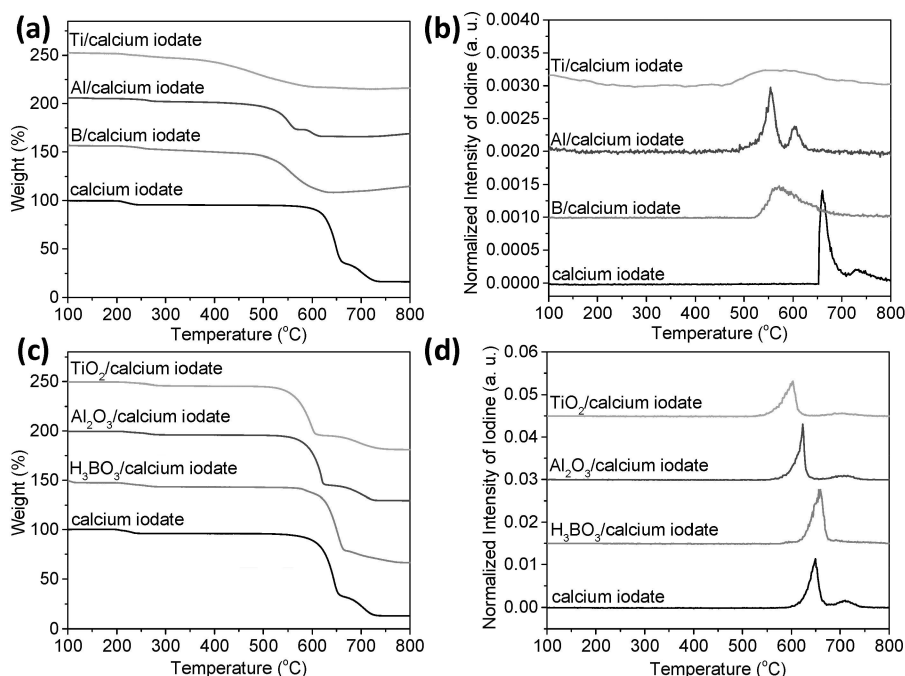 (a)
Weight (%)
250
200
150
100
50
0
Ti/calcium iodate
Al/calcium iodate
B/calcium iodate
calcium iodate
100 200 300 400 500 600 700 800
Temperature (°C)
(b)
Normalized Intensity of Iodine (a. u.)
0.0040
0.0035
0.0030
0.0025
0.0020
0.0015
0.0010
0.0005
0.0000
Ti/calcium iodate
Al/calcium iodate
B/calcium iodate
calcium iodate
100 200 300 400 500 600 700 800
Temperature (°C)
(c)
Weight (%)
250
200
150
100
50
0
TiO₂/calcium iodate
Al₂O₃/calcium iodate
H₃BO₃/calcium iodate
calcium iodate
100 200 300 400 500 600 700 800
Temperature (°C)
(d)
Normalized Intensity of Iodine (a. u.)
0.06
0.05
0.04
0.03
0.02
0.01
0.00
TiO₂/calcium iodate
Al₂O₃/calcium iodate
H₃BO₃/calcium iodate
calcium iodate
100 200 300 400 500 600 700 800
Temperature (°C)